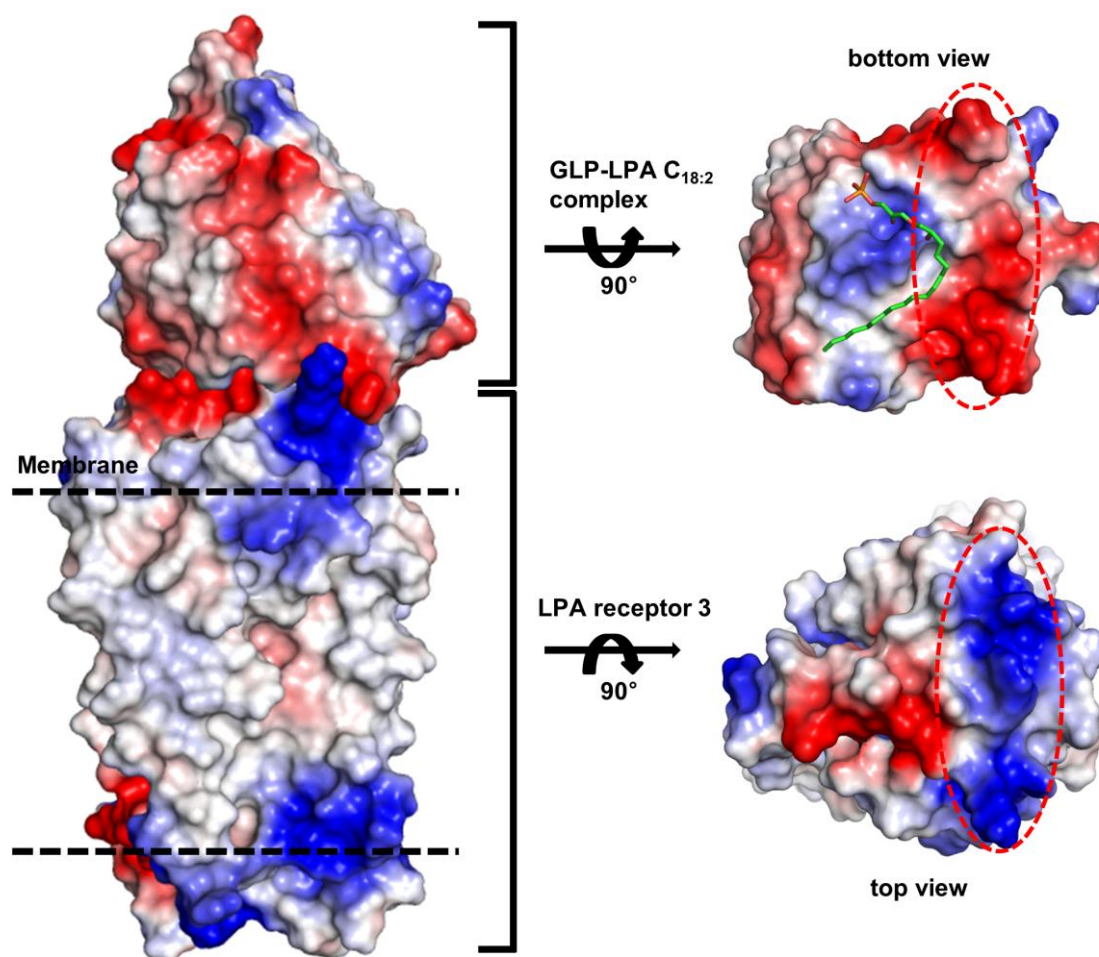 bottom view
GLP-LPA C18:2
complex
90°
Membrane
LPA receptor 3
90°
top view